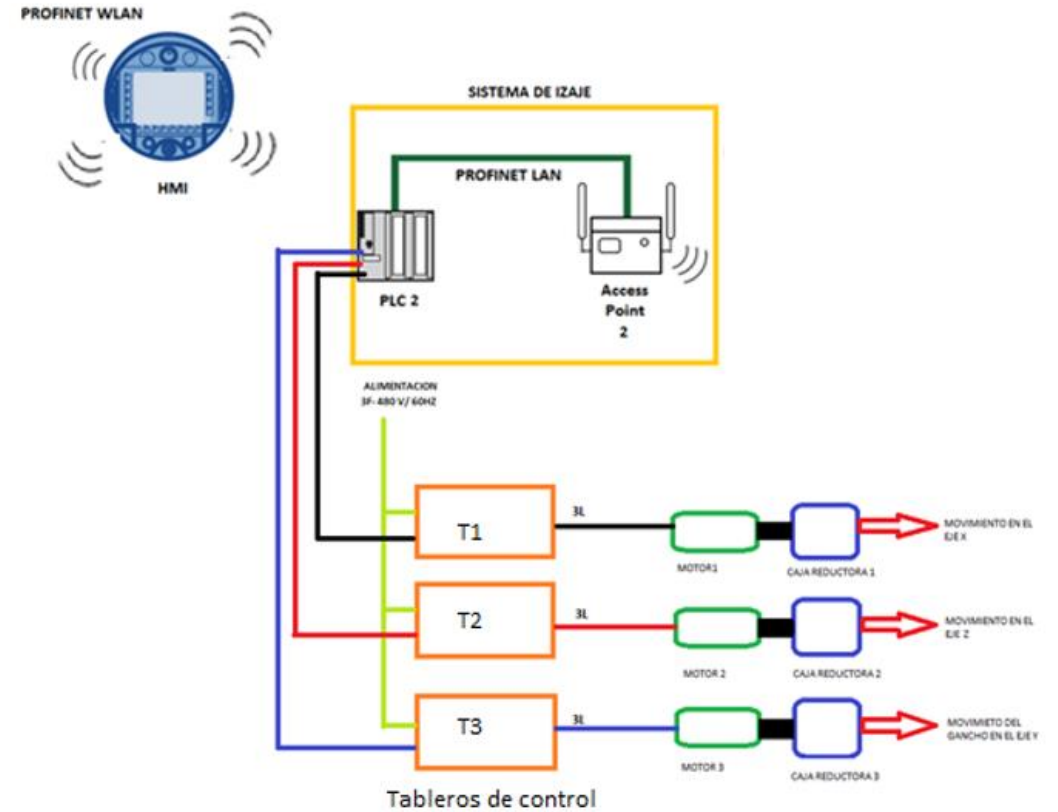 PROFINET WLAN
HMI
SISTEMA DE IZAJE
PROFINET LAN
PLC 2
Access
Point
2
ALIMENTACION
3F- 480 V/ 60HZ
T1
3L
MOTOR1
CAJA REDUCTORA 1
MOVIMIENTO EN EL
EJE X
T2
3L
MOTOR 2
CAJA REDUCTORA 2
MOVIMIENTO EN EL
EJE Z
T3
3L
MOTOR 3
CAJA REDUCTORA 3
MOVIMIETO DEL
GANCHO EN EL EJE Y
Tableros de control